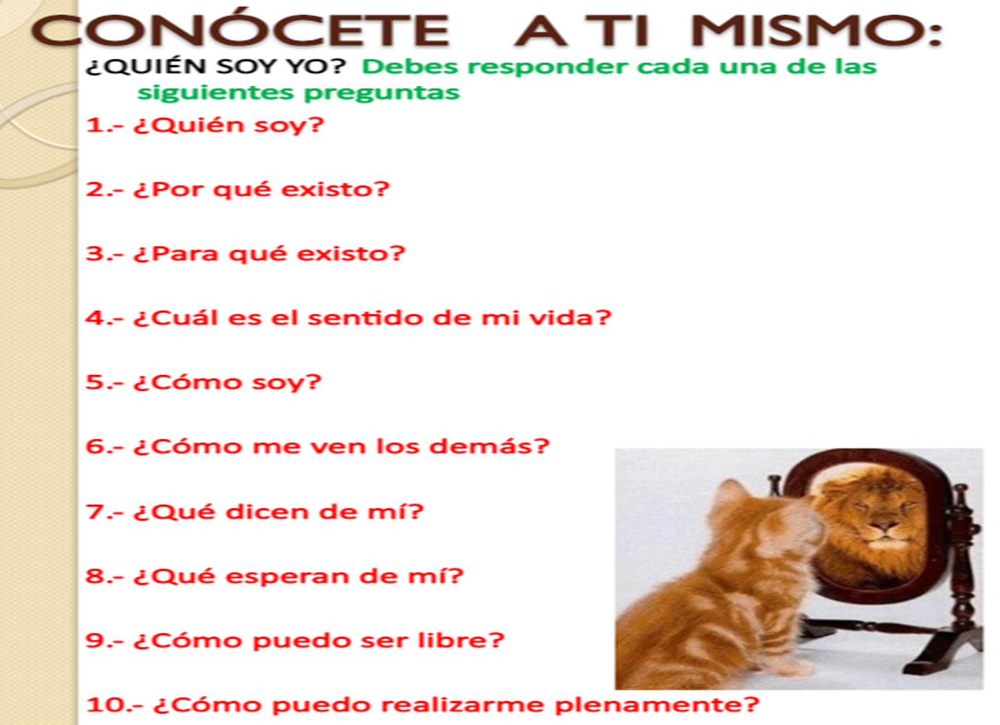 CONÓCETE A TI MISMO:
¿QUIÉN SOY YO? Debes responder cada una de las
siguientes preguntas
1.- ¿Quién soy?
2.- ¿Por qué existo?
3.- ¿Para qué existo?
4.- ¿Cuál es el sentido de mi vida?
5.- ¿Cómo soy?
6.- ¿Cómo me ven los demás?
7.- ¿Qué dicen de mí?
8.- ¿Qué esperan de mí?
9.- ¿Cómo puedo ser libre?
10.- ¿Cómo puedo realizarme plenamente?